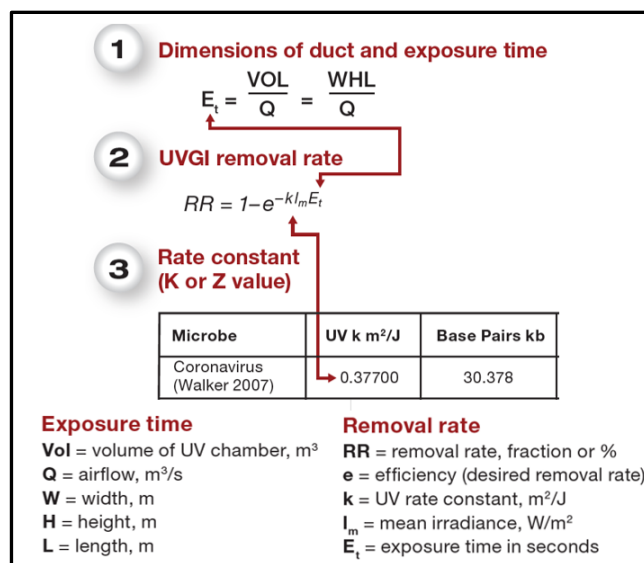 1 Dimensions of duct and exposure time
Eₜ = VOL/Q = WHL/Q
2 UVGI removal rate
RR = 1–e^–kIₘEₜ
3 Rate constant
(K or Z value)
Microbe UV k m²/J Base Pairs kb
Coronavirus
(Walker 2007) 0.37700 30.378
Exposure time
Vol = volume of UV chamber, m³
Q = airflow, m³/s
W = width, m
H = height, m
L = length, m
Removal rate
RR = removal rate, fraction or %
e = efficiency (desired removal rate)
k = UV rate constant, m²/J
Iₘ = mean irradiance, W/m²
Eₜ = exposure time in seconds